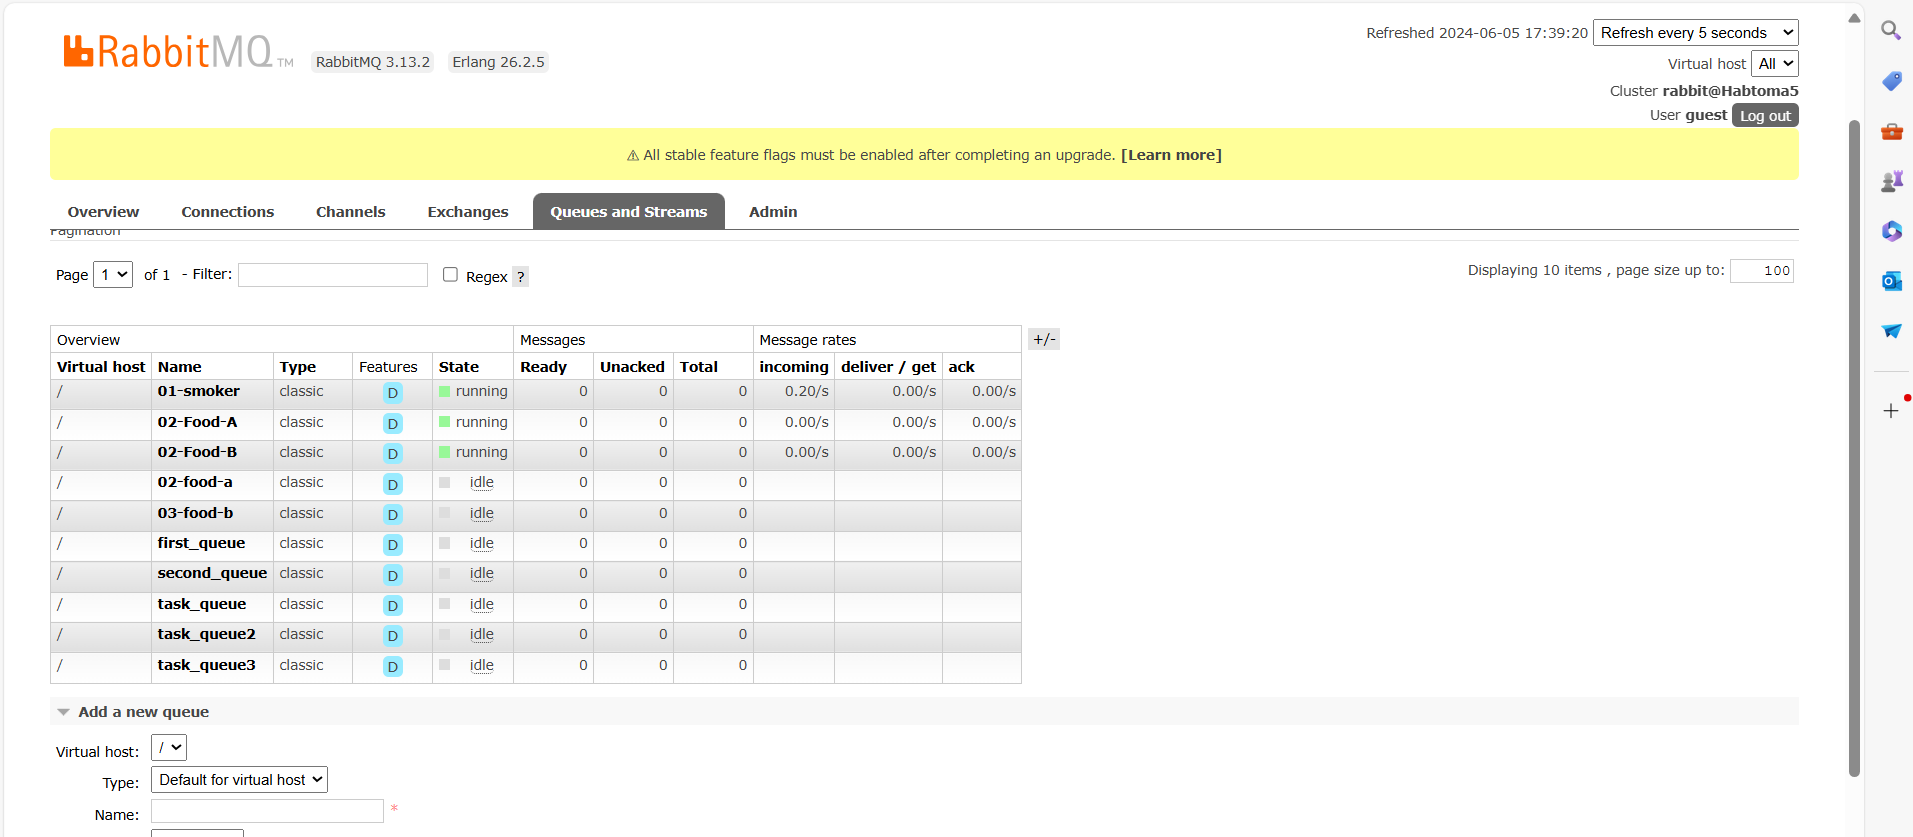 RabbitMQ TM RabbitMQ 3.13.2 Erlang 26.2.5
Refreshed 2024-06-05 17:39:20 Refresh every 5 seconds
Virtual host All
Cluster rabbit@Habtoma5
User guest Log out
⚠ All stable feature flags must be enabled after completing an upgrade. [Learn more]
Overview Connections Channels Exchanges Queues and Streams Admin
Pagination
Page 1 of 1 - Filter: Regex ? Displaying 10 items , page size up to: 100
Overview Messages Message rates +/-
Virtual host Name Type Features State Ready Unacked Total incoming deliver / get ack
/ 01-smoker classic D running 0 0 0 0.20/s 0.00/s 0.00/s
/ 02-Food-A classic D running 0 0 0 0.00/s 0.00/s 0.00/s
/ 02-Food-B classic D running 0 0 0 0.00/s 0.00/s 0.00/s
/ 02-food-a classic D idle 0 0 0
/ 03-food-b classic D idle 0 0 0
/ first_queue classic D idle 0 0 0
/ second_queue classic D idle 0 0 0
/ task_queue classic D idle 0 0 0
/ task_queue2 classic D idle 0 0 0
/ task_queue3 classic D idle 0 0 0
Add a new queue
Virtual host: /
Type: Default for virtual host
Name: *